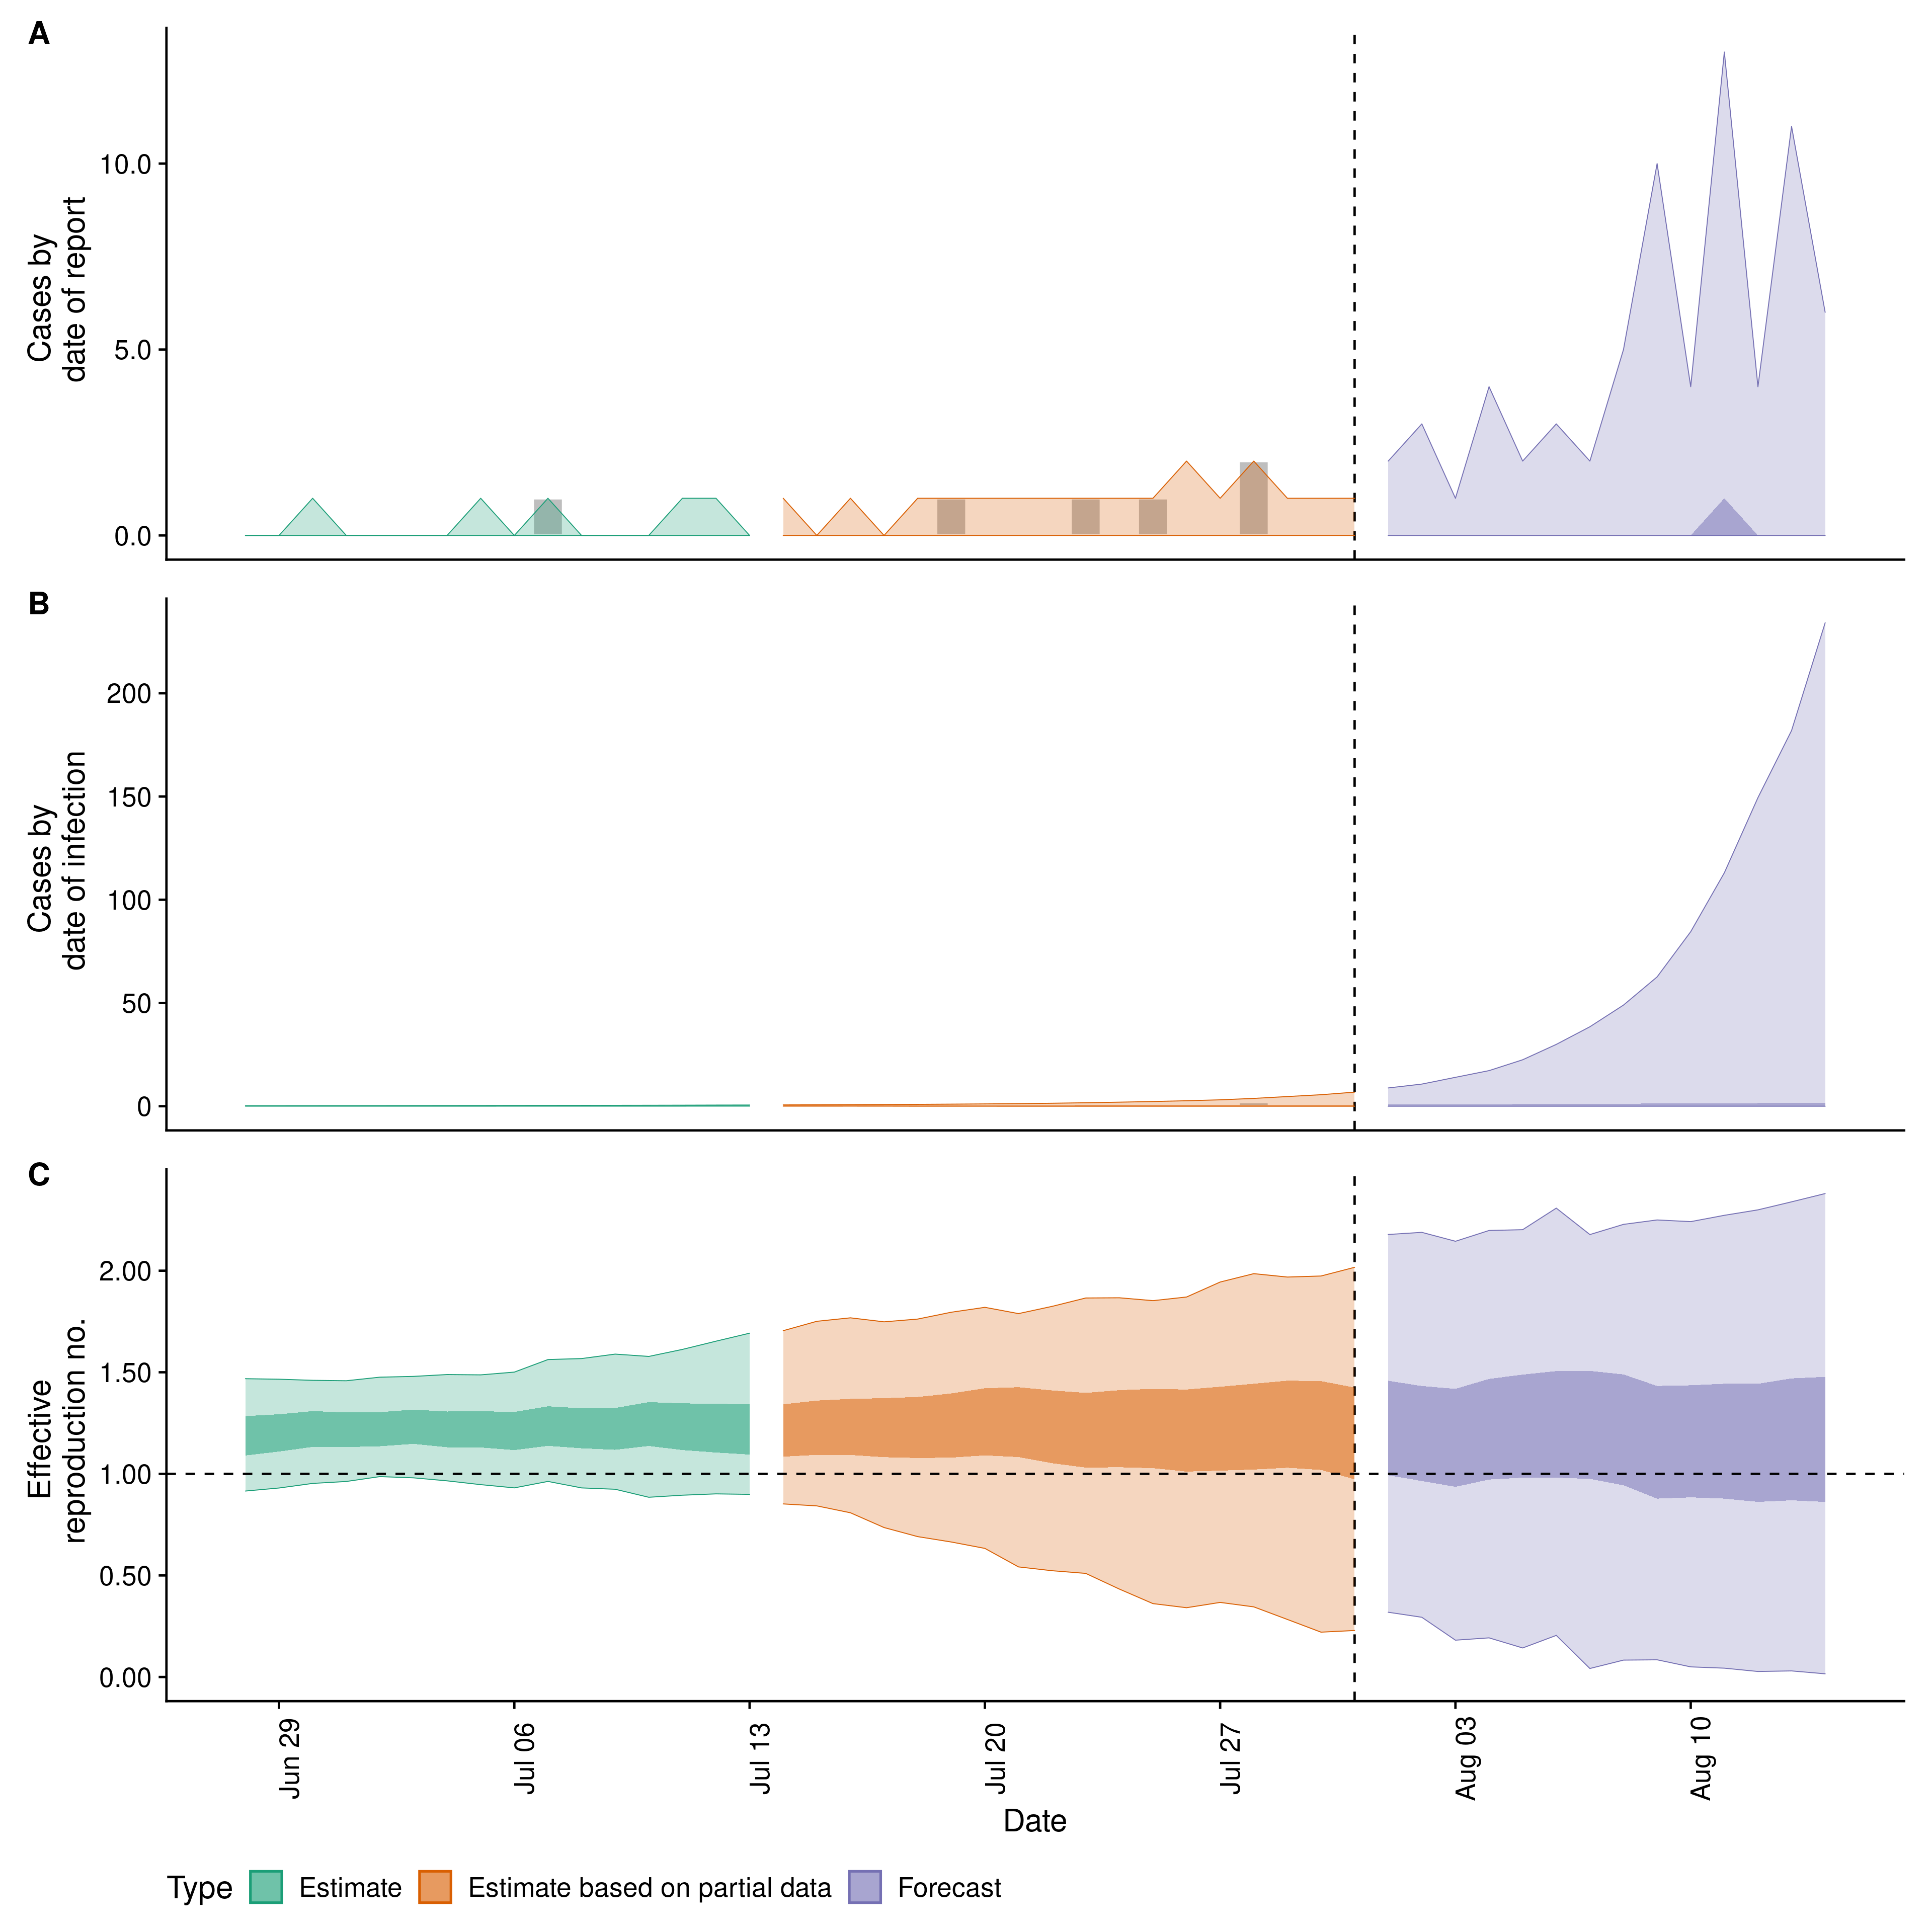 A
Cases by
date of report
10.0
5.0
0.0
B
Cases by
date of infection
200
150
100
50
0
C
Effective
reproduction no.
2.00
1.50
1.00
0.50
0.00
Jun 29
Jul 06
Jul 13
Jul 20
Jul 27
Aug 03
Aug 10
Date
Type Estimate Estimate based on partial data Forecast